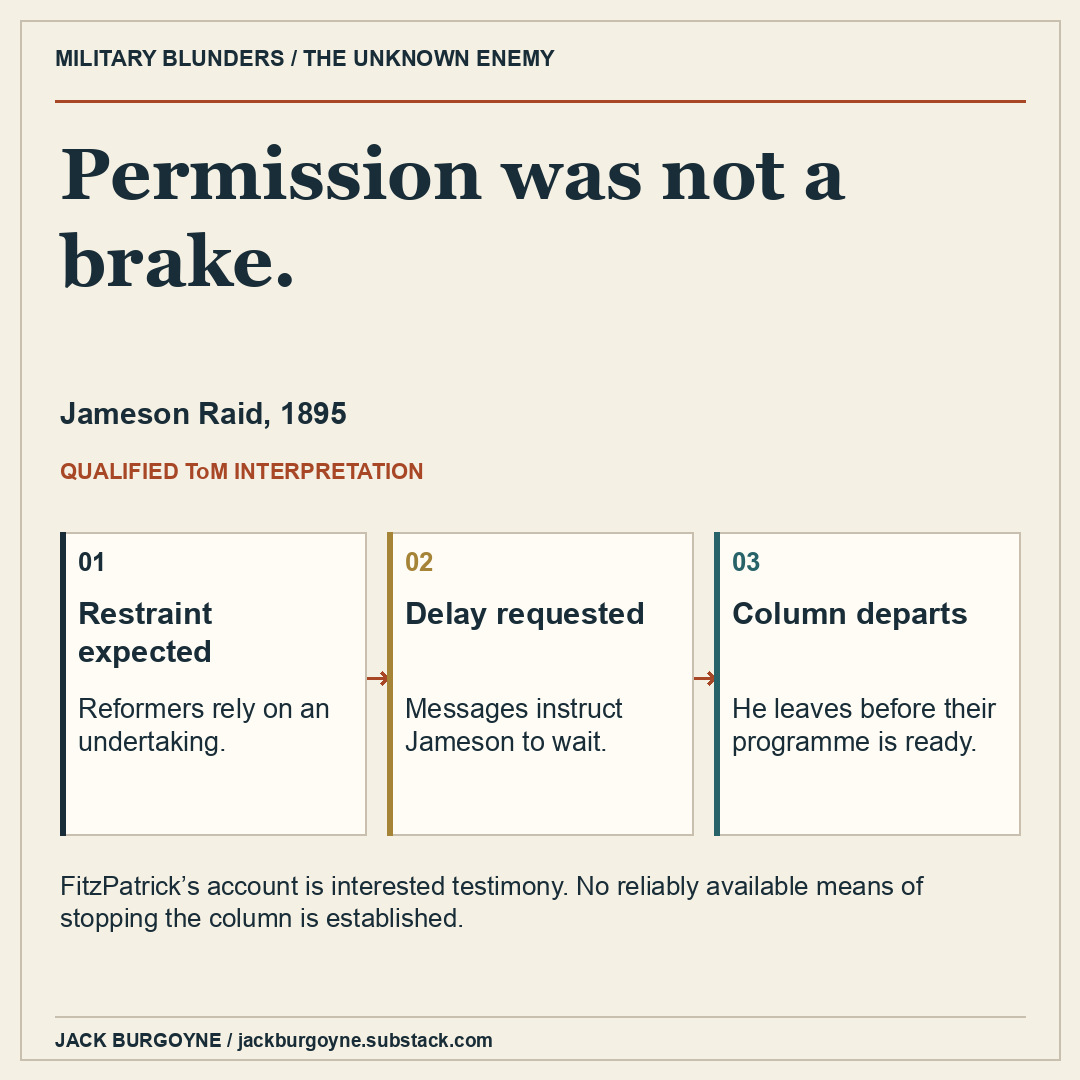 MILITARY BLUNDERS / THE UNKNOWN ENEMY
Permission was not a
brake.
Jameson Raid, 1895
QUALIFIED ToM INTERPRETATION
01
Restraint
expected
Reformers rely on an
undertaking.
02
Delay requested
Messages instruct
Jameson to wait.
03
Column departs
He leaves before their
programme is ready.
FitzPatrick’s account is interested testimony. No reliably available means of
stopping the column is established.
JACK BURGOYNE / jackburgoyne.substack.com